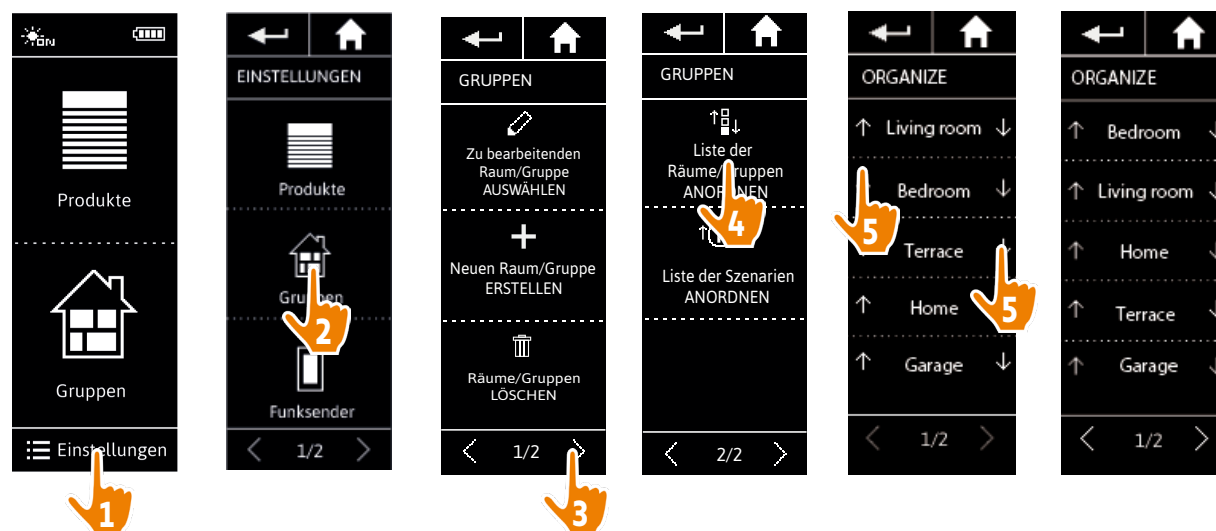 ON
Produkte
Gruppen
Einstellungen
1
EINSTELLUNGEN
Produkte
Gruppen
2
Funksender
1/2
GRUPPEN
Zu bearbeitenden
Raum/Gruppe
AUSWÄHLEN
Neuen Raum/Gruppe
ERSTELLEN
Räume/Gruppen
LÖSCHEN
1/2
3
GRUPPEN
Liste der
Räume/Gruppen
ANORDNEN
4
Liste der Szenarien
ANORDNEN
2/2
ORGANIZE
Living room
Bedroom
5
Terrace
Home
5
Garage
1/2
ORGANIZE
Bedroom
Living room
Home
Terrace
Garage
1/2